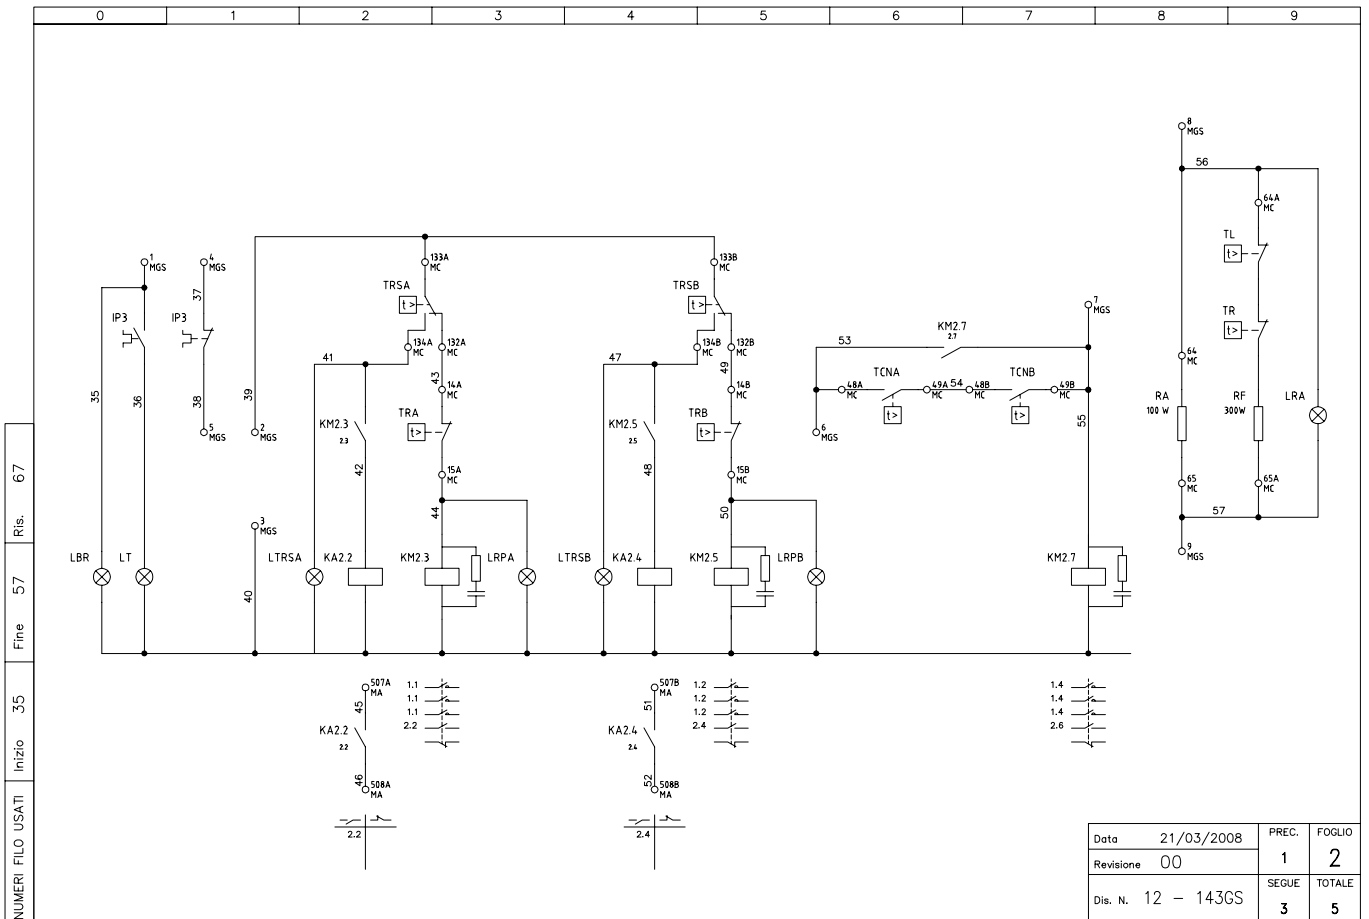 0 1 2 3 4 5 6 7 8 9
8
MGS
56
64A
MC
TL
t>
TR
t>
133A
MC
133B
MC
1
MGS
4
MGS
37
TRSA
t>
TRSB
t>
7
MGS
IP3
IP3
KM2.7
2.7
53
134A
MC
132A
MC
134B
MC
132B
MC
64
MC
41
43
47
49
TCNA
TCNB
48A
MC
49A
MC
54
48B
MC
49B
MC
t>
t>
14A
MC
14B
MC
35
36
38
39
RA
100 W
RF
300W
LRA
KM2.3
2.3
TRA
t>
KM2.5
2.5
TRB
t>
55
5
MGS
2
MGS
6
MGS
42
15A
MC
48
15B
MC
65
MC
65A
MC
44
50
57
3
MGS
9
MGS
LBR
LT
LTRSA
KA2.2
KM2.3
LRPA
LTRSB
KA2.4
KM2.5
LRPB
KM2.7
40
507A
MA
45
KA2.2
2.2
46
508A
MA
2.2
1.1
1.1
1.1
2.2
507B
MA
51
KA2.4
2.4
52
508B
MA
2.4
1.2
1.2
1.2
2.4
1.4
1.4
1.4
2.6
NUMERI FILO USATI
Inizio 35
Fine 57
Ris. 67
Data 21/03/2008
Revisione 00
Dis. N. 12 - 143GS
PREC.
1
FOGLIO
2
SEGUE
3
TOTALE
5